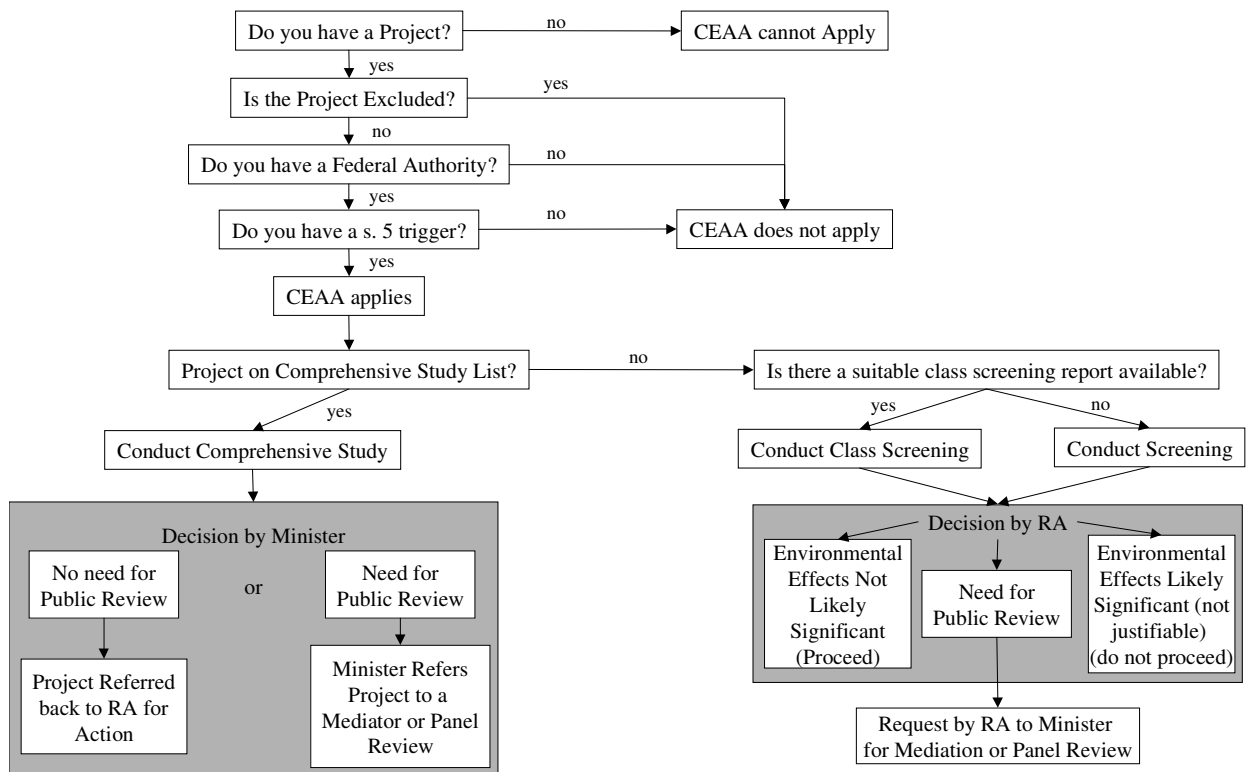 Do you have a Project?
no
CEAA cannot Apply
yes
Is the Project Excluded?
yes
no
Do you have a Federal Authority?
no
yes
Do you have a s. 5 trigger?
no
CEAA does not apply
yes
CEAA applies
Project on Comprehensive Study List?
no
Is there a suitable class screening report available?
yes
Conduct Comprehensive Study
yes
no
Conduct Class Screening
Conduct Screening
Decision by Minister
No need for
Public Review
or
Need for
Public Review
Project Referred
back to RA for
Action
Minister Refers
Project to a
Mediator or Panel
Review
Decision by RA
Environmental
Effects Not
Likely
Significant
(Proceed)
Need for
Public Review
Environmental
Effects Likely
Significant (not
justifiable)
(do not proceed)
Request by RA to Minister
for Mediation or Panel Review